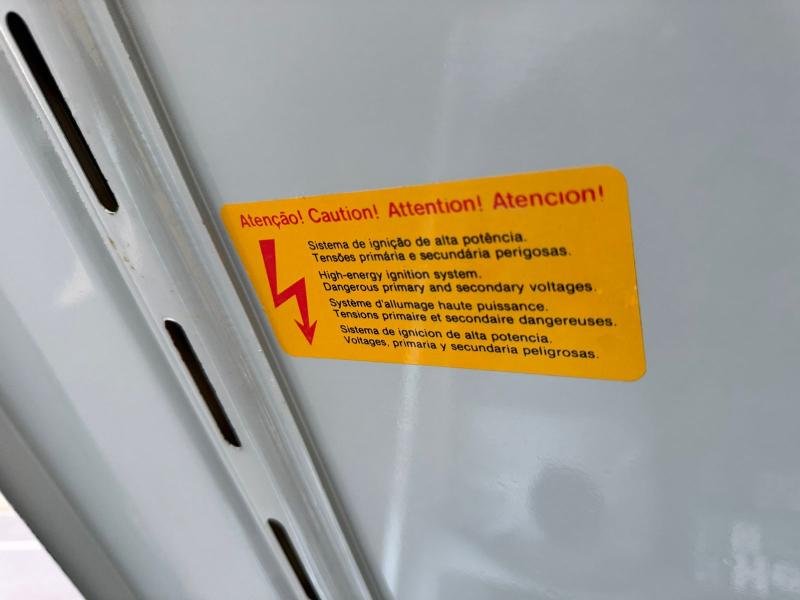 Atenção! Caution! Attention! Atencion!
Sistema de ignição de alta potência.
Tensões primária e secundária perigosas.
High-energy ignition system.
Dangerous primary and secondary voltages.
Système d'allumage haute puissance.
Tensions primaire et secondaire dangereuses.
Sistema de ignicion de alta potencia.
Voltages, primaria y secundaria peligrosas.